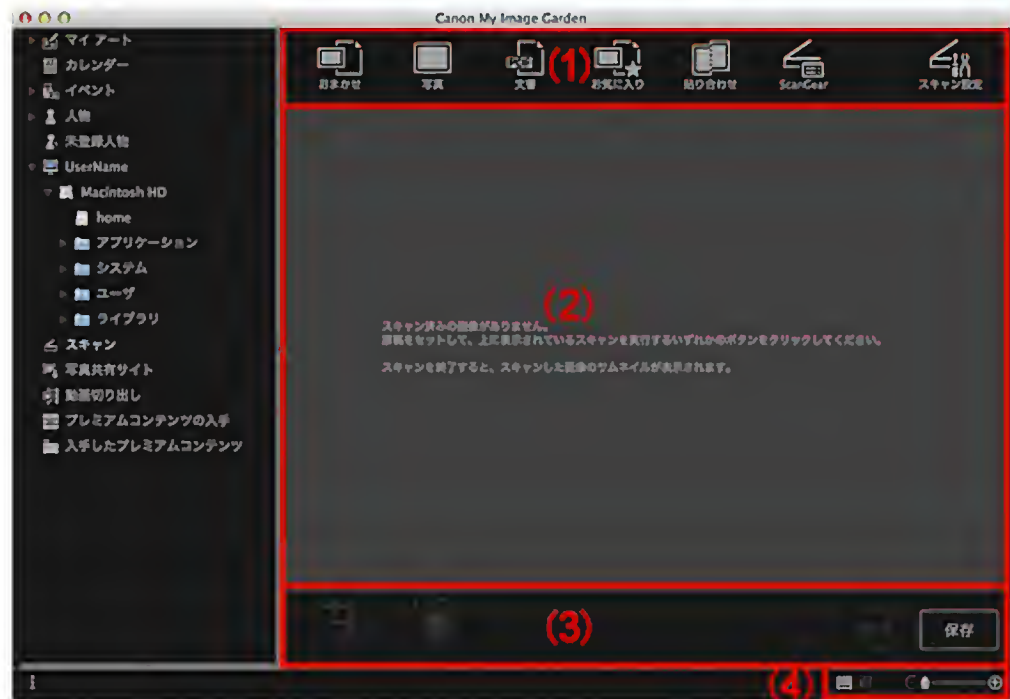 Canon My Image Garden
マイ アート
カレンダー
イベント
人物
未登録人物
UserName
Macintosh HD
home
アプリケーション
システム
ユーザ
ライブラリ
スキャン
写真共有サイト
動画切り出し
プレミアムコンテンツの入手
入手したプレミアムコンテンツ
(1)
おまかせ
写真
文書
お気に入り
貼り合わせ
ScanGear
スキャン設定
(2)
スキャン済みの画像がありません。
原稿をセットして、上に表示されているスキャンを実行するいずれかのボタンをクリックしてください。
スキャンを終了すると、スキャンした画像のサムネイルが表示されます。
(3)
保存
(4)